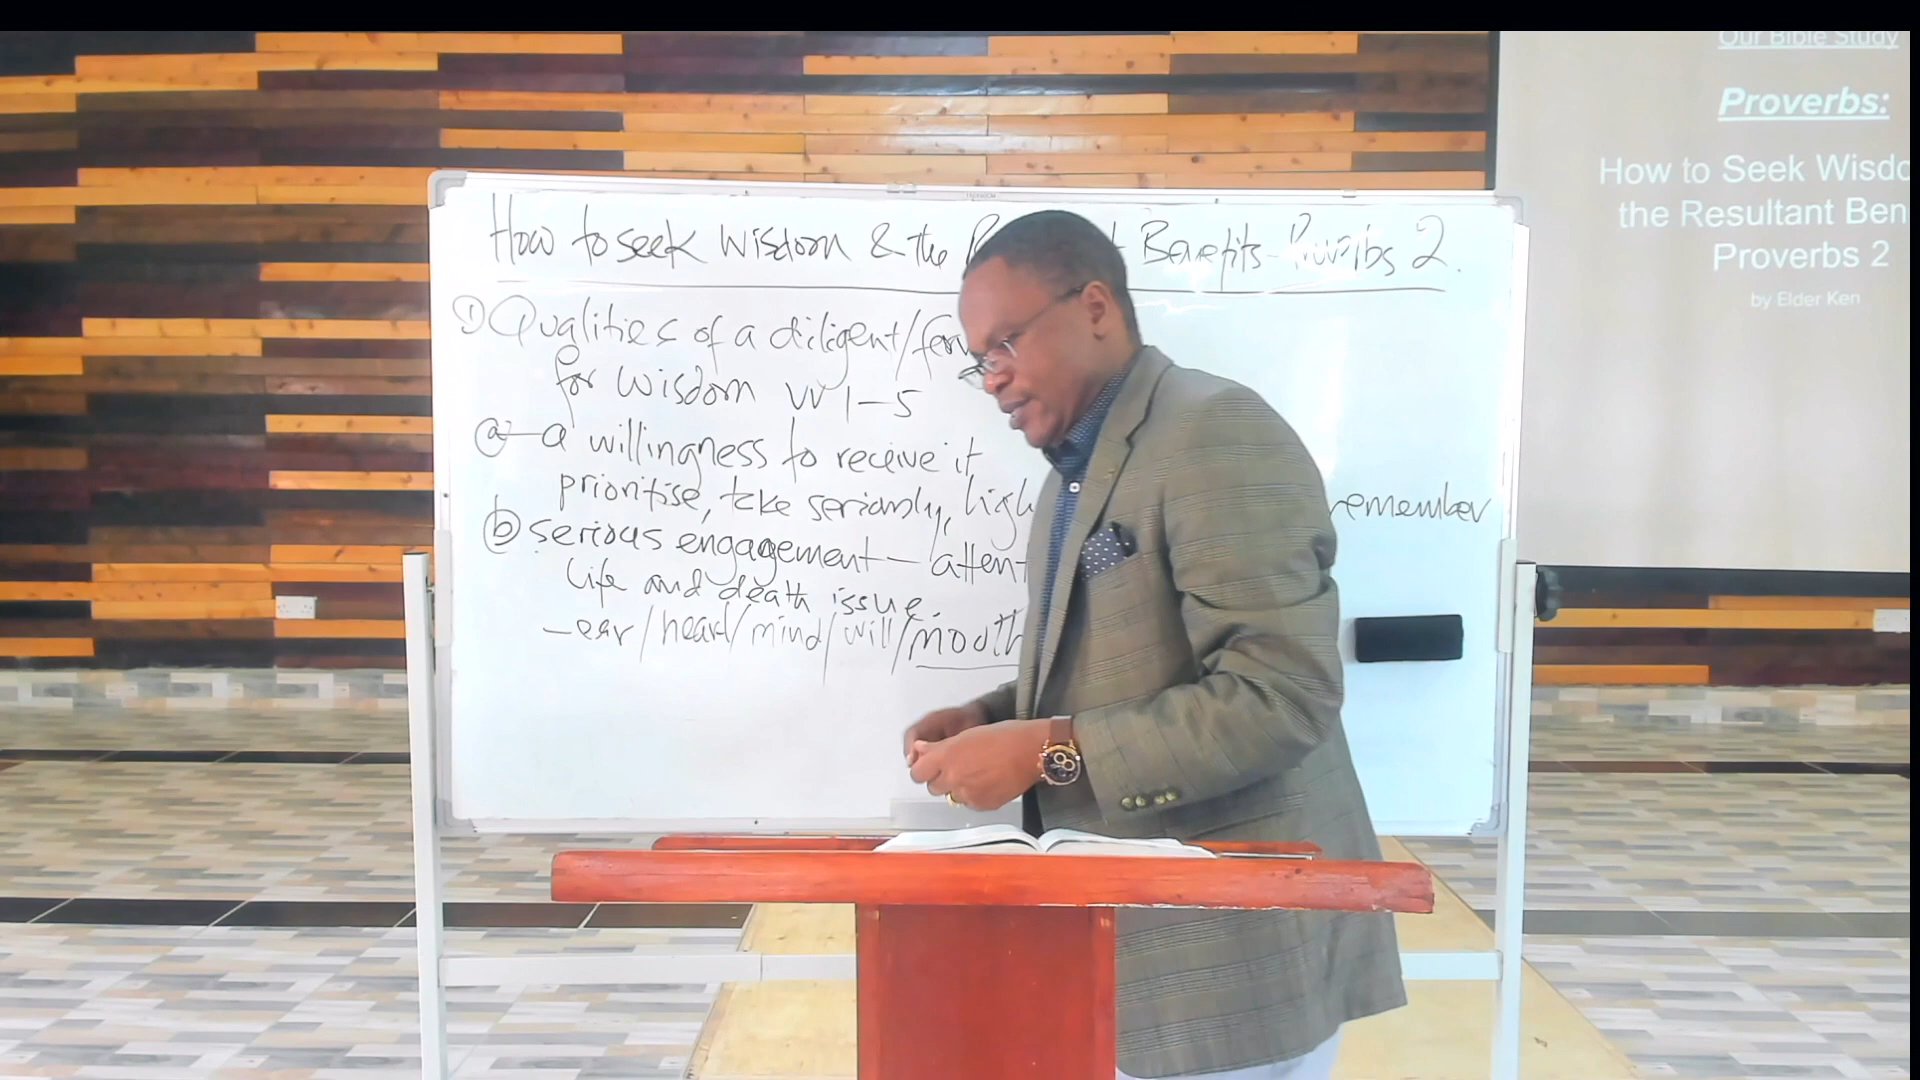 How to seek Wisdom & the Benefits - Proverbs 2.
① Qualities of a diligent/
for Wisdom vv 1-5
ⓐ - a willingness to receive it
prioritise, take seriously, remember
ⓑ serious engagement -
Life and death issue.
- ear/heart/mind/will/mouth
Our Bible Study
Proverbs:
How to Seek
the Resultant
Proverbs 2
by Elder Ken